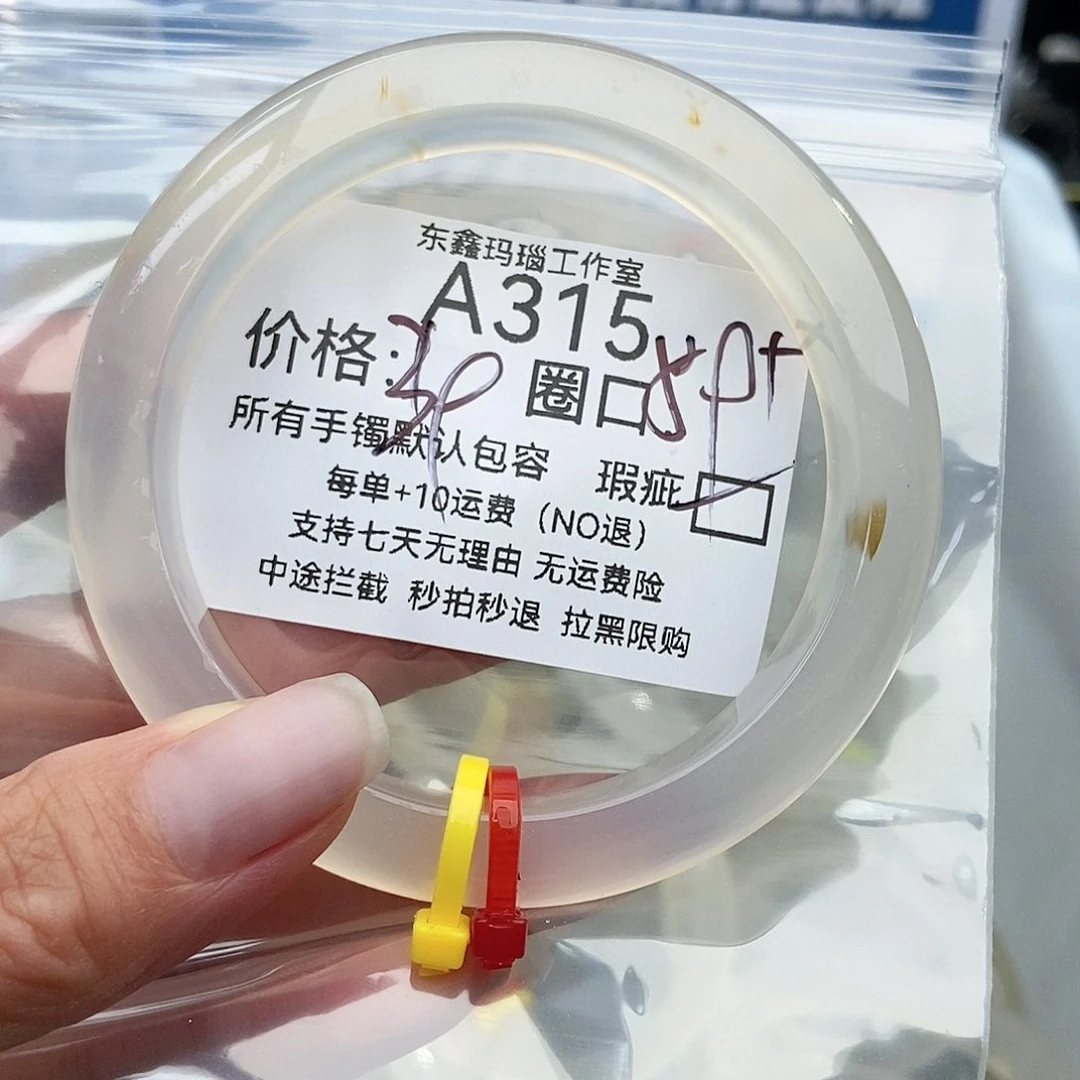 东鑫玛瑙工作室
A315
价格: 圈口
所有手镯默认包容 瑕疵
每单+10运费（NO退）
支持七天无理由 无运费险
中途拦截 秒拍秒退 拉黑限购